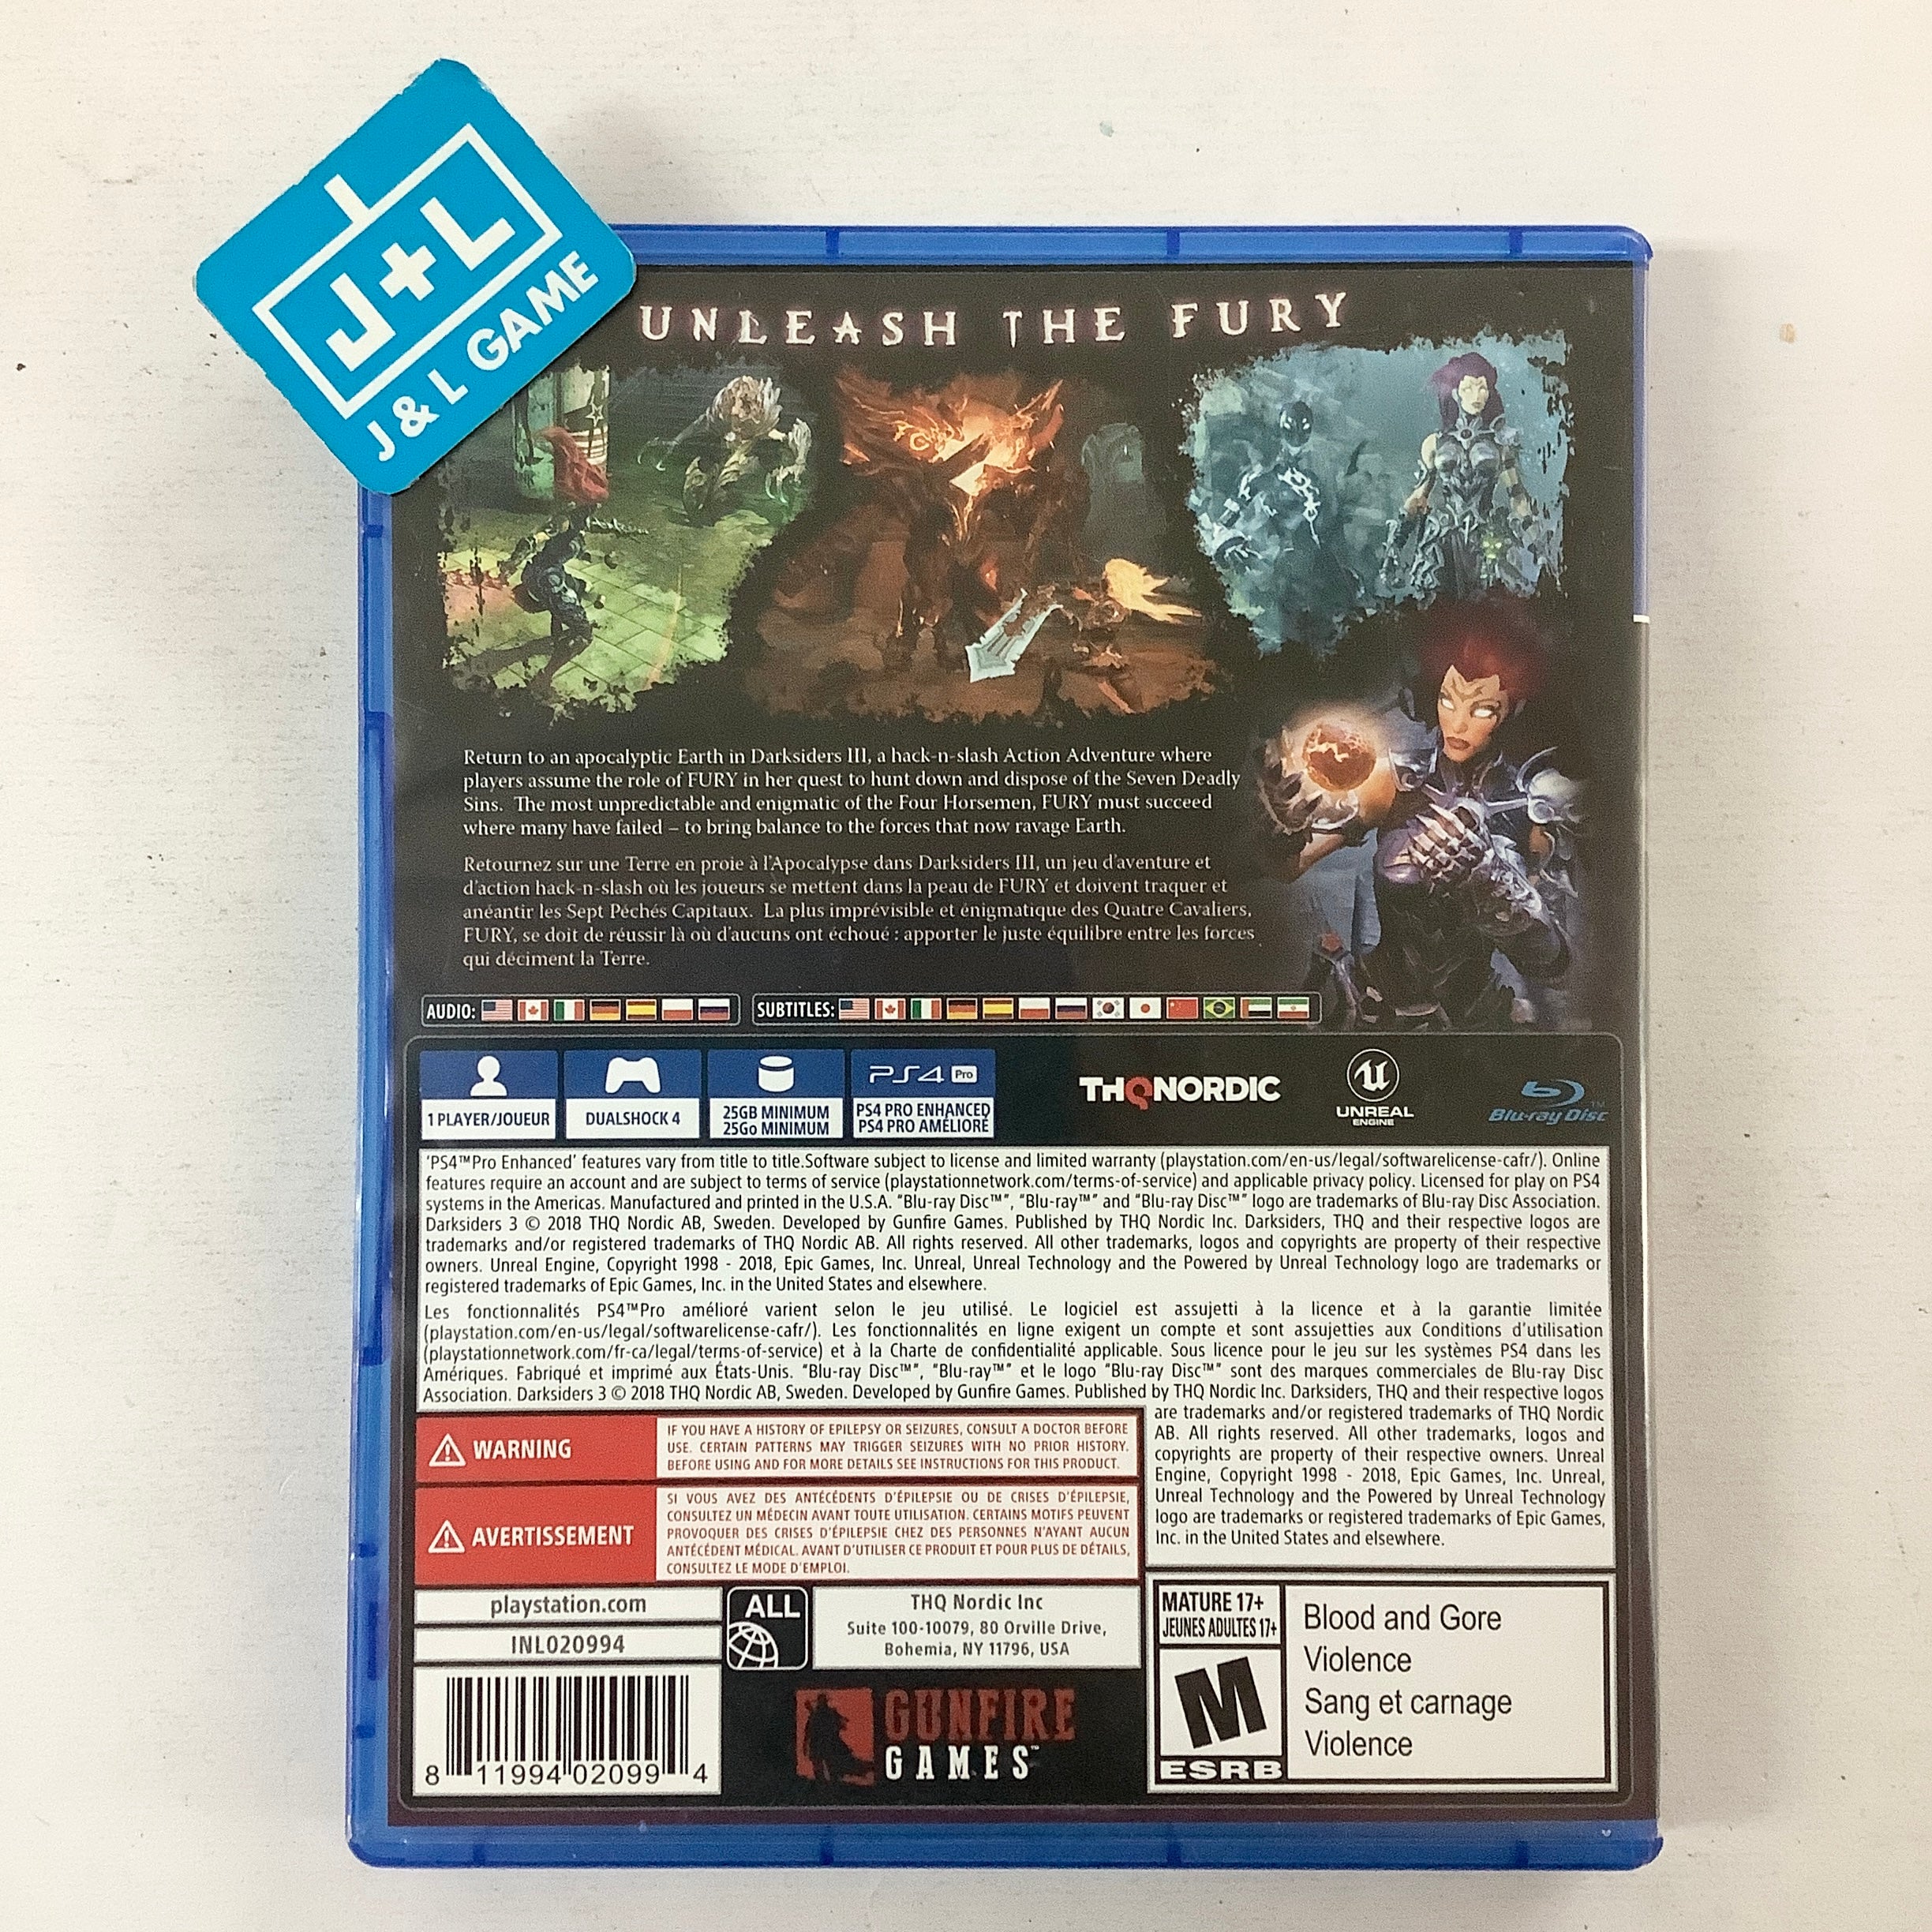 J+L
J & L GAME
UNLEASH THE FURY
Return to an apocalyptic Earth in Darksiders III, a hack-n-slash Action Adventure where
players assume the role of FURY in her quest to hunt down and dispose of the Seven Deadly
Sins. The most unpredictable and enigmatic of the Four Horsemen, FURY must succeed
where many have failed – to bring balance to the forces that now ravage Earth.
Retournez sur une Terre en proie à l'Apocalypse dans Darksiders III, un jeu d'aventure et
d'action hack-n-slash où les joueurs se mettent dans la peau de FURY et doivent traquer et
anéantir les Sept Péchés Capitaux. La plus imprévisible et énigmatique des Quatre Cavaliers,
FURY, se doit de réussir là où d'aucuns ont échoué : apporter le juste équilibre entre les forces
qui déciment la Terre.
AUDIO: SUBTITLES:
PS4 Pro
1 PLAYER/JOUEUR
DUALSHOCK 4
25GB MINIMUM
25Go MINIMUM
PS4 PRO ENHANCED
PS4 PRO AMÉLIORÉ
THQ NORDIC
UNREAL
ENGINE
Blu-ray Disc™
'PS4™Pro Enhanced' features vary from title to title.Software subject to license and limited warranty (playstation.com/en-us/legal/softwarelicense-cafr/). Online
features require an account and are subject to terms of service (playstationnetwork.com/terms-of-service) and applicable privacy policy. Licensed for play on PS4
systems in the Americas. Manufactured and printed in the U.S.A. "Blu-ray Disc™", "Blu-ray™" and "Blu-ray Disc™" logo are trademarks of Blu-ray Disc Association.
Darksiders 3 © 2018 THQ Nordic AB, Sweden. Developed by Gunfire Games. Published by THQ Nordic Inc. Darksiders, THQ and their respective logos are
trademarks and/or registered trademarks of THQ Nordic AB. All rights reserved. All other trademarks, logos and copyrights are property of their respective
owners. Unreal Engine, Copyright 1998 - 2018, Epic Games, Inc. Unreal, Unreal Technology and the Powered by Unreal Technology logo are trademarks or
registered trademarks of Epic Games, Inc. in the United States and elsewhere.
Les fonctionnalités PS4™Pro amélioré varient selon le jeu utilisé. Le logiciel est assujetti à la licence et à la garantie limitée
(playstation.com/en-us/legal/softwarelicense-cafr/). Les fonctionnalités en ligne exigent un compte et sont assujetties aux Conditions d'utilisation
(playstationnetwork.com/fr-ca/legal/terms-of-service) et à la Charte de confidentialité applicable. Sous licence pour le jeu sur les systèmes PS4 dans les
Amériques. Fabriqué et imprimé aux États-Unis. "Blu-ray Disc™", "Blu-ray™" et le logo "Blu-ray Disc™" sont des marques commerciales de Blu-ray Disc
Association. Darksiders 3 © 2018 THQ Nordic AB, Sweden. Developed by Gunfire Games. Published by THQ Nordic Inc. Darksiders, THQ and their respective logos
are trademarks and/or registered trademarks of THQ Nordic
AB. All rights reserved. All other trademarks, logos and
copyrights are property of their respective owners. Unreal
Engine, Copyright 1998 - 2018, Epic Games, Inc. Unreal,
Unreal Technology and the Powered by Unreal Technology
logo are trademarks or registered trademarks of Epic Games,
Inc. in the United States and elsewhere.
WARNING
IF YOU HAVE A HISTORY OF EPILEPSY OR SEIZURES, CONSULT A DOCTOR BEFORE
USE. CERTAIN PATTERNS MAY TRIGGER SEIZURES WITH NO PRIOR HISTORY.
BEFORE USING AND FOR MORE DETAILS SEE INSTRUCTIONS FOR THIS PRODUCT.
AVERTISSEMENT
SI VOUS AVEZ DES ANTÉCÉDENTS D'ÉPILEPSIE OU DE CRISES D'ÉPILEPSIE,
CONSULTEZ UN MÉDECIN AVANT TOUTE UTILISATION. CERTAINS MOTIFS PEUVENT
PROVOQUER DES CRISES D'ÉPILEPSIE CHEZ DES PERSONNES N'AYANT AUCUN
ANTÉCÉDENT MÉDICAL. AVANT D'UTILISER CE PRODUIT ET POUR PLUS DE DÉTAILS,
CONSULTEZ LE MODE D'EMPLOI.
playstation.com
INL020994
ALL
THQ Nordic Inc
Suite 100-10079, 80 Orville Drive,
Bohemia, NY 11796, USA
8 11994 02099 4
GUNFIRE
GAMES™
MATURE 17+
JEUNES ADULTES 17+
M
ESRB
Blood and Gore
Violence
Sang et carnage
Violence